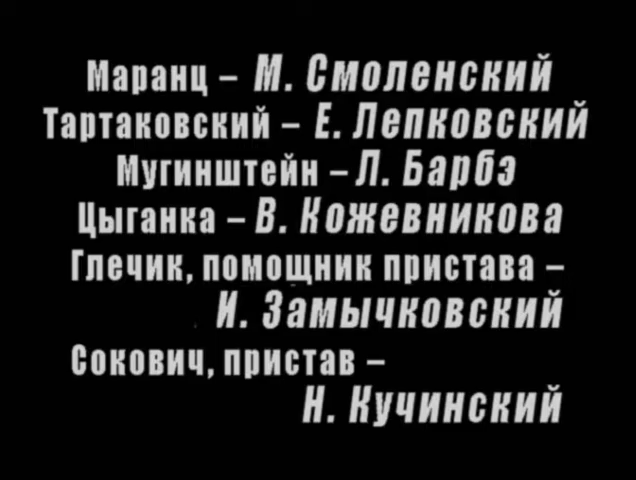 Маранц – М. Смоленский
Тартаковский – Е. Лепковский
Мугинштейн – Л. Барбэ
Цыганка – В. Кожевникова
Глечик, помощник пристава –
И. Замычковский
Сокович, пристав –
Н. Кучинский